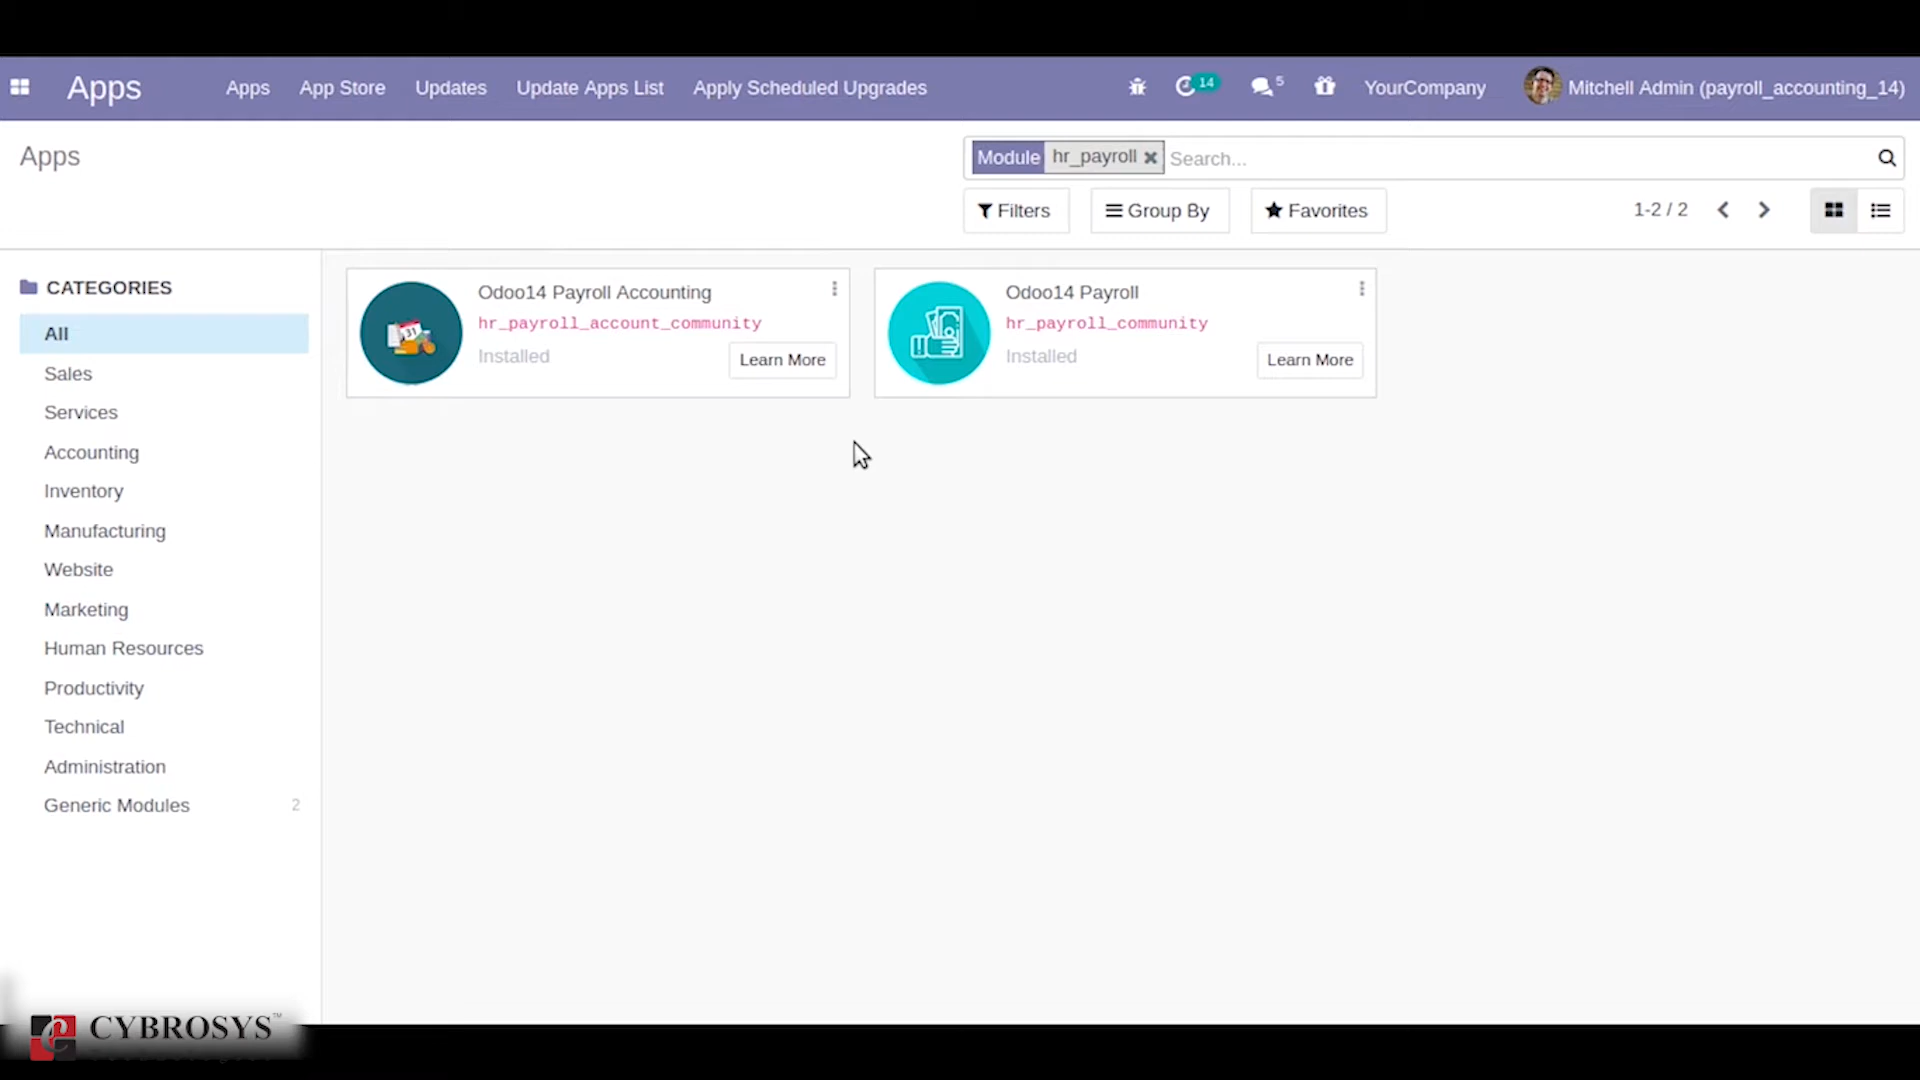 Apps Apps App Store Updates Update Apps List Apply Scheduled Upgrades 14 5 YourCompany Mitchell Admin (payroll_accounting_14)
Apps
Module hr_payroll Search...
Filters Group By Favorites 1-2 / 2
CATEGORIES
All
Sales
Services
Accounting
Inventory
Manufacturing
Website
Marketing
Human Resources
Productivity
Technical
Administration
Generic Modules 2
Odoo14 Payroll Accounting
hr_payroll_account_community
Installed
Learn More
Odoo14 Payroll
hr_payroll_community
Installed
Learn More
CYBROSYS™